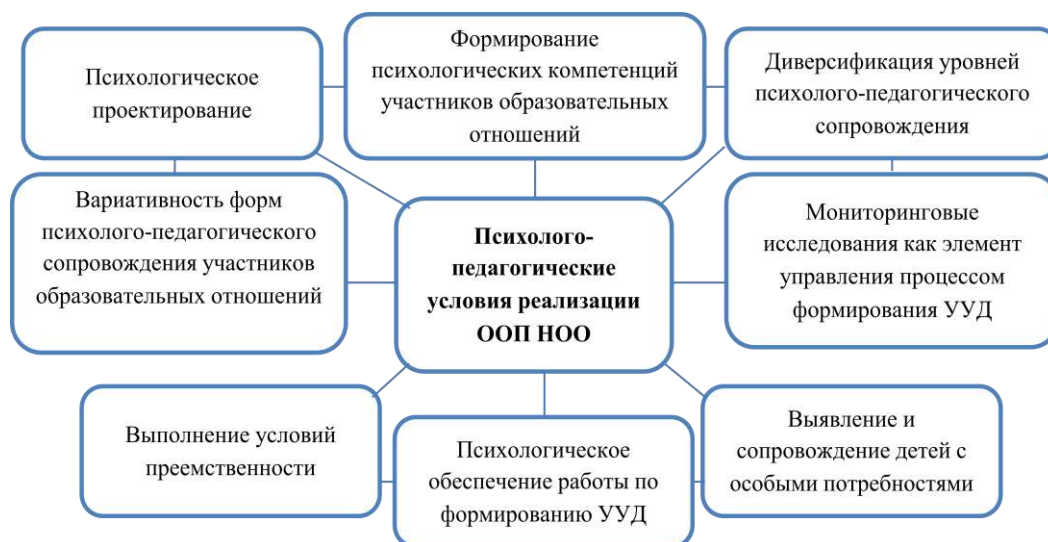 Психологическое
проектирование
Формирование
психологических компетенций
участников образовательных
отношений
Диверсификация уровней
психолого-педагогического
сопровождения
Вариативность форм
психолого-педагогического
сопровождения участников
образовательных отношений
Психолого-
педагогические
условия реализации
ООП НОО
Мониторинговые
исследования как элемент
управления процессом
формирования УУД
Выполнение условий
преемственности
Психологическое
обеспечение работы по
формированию УУД
Выявление и
сопровождение детей с
особыми потребностями